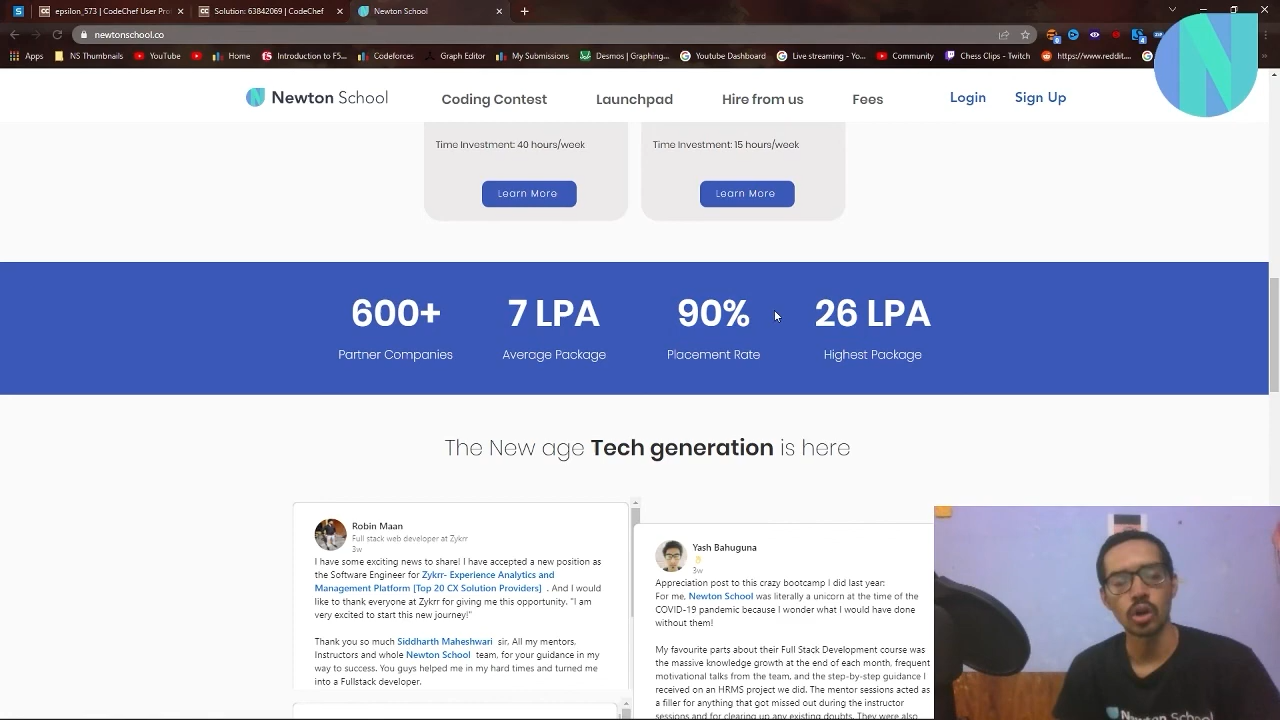 epsilon_573 | CodeChef User Pro
Solution: 63842069 | CodeChef
Newton School
newtonschool.co
Apps
NS Thumbnails
YouTube
Home
Introduction to F5...
Codeforces
Graph Editor
My Submissions
Desmos | Graphing...
Youtube Dashboard
Live streaming - Yo...
Community
Chess Clips - Twitch
https://www.reddit....
Newton School
Coding Contest
Launchpad
Hire from us
Fees
Login
Sign Up
Time Investment: 40 hours/week
Time Investment: 15 hours/week
Learn More
Learn More
600+
7 LPA
90%
26 LPA
Partner Companies
Average Package
Placement Rate
Highest Package
The New age Tech generation is here
Robin Maan
Full stack web developer at Zykrr
3w
I have some exciting news to share! I have accepted a new position
as the Software Engineer for Zykrr- Experience Analytics and
Management Platform [Top 20 CX Solution Providers] . And I would
like to thank everyone at Zykrr for giving me this opportunity. "I am
very excited to start this new journey!"
Thank you so much Siddharth Maheshwari sir, All my mentors,
Instructors and whole Newton School team, for your guidance in my
way to success. You guys helped me in my hard times and turned me
into a Fullstack developer.
Yash Bahuguna
3w
Appreciation post to this crazy bootcamp I did last year:
For me, Newton School was literally a unicorn at the time of the
COVID-19 pandemic because I wonder what I would have done
without them!
My favourite parts about their Full Stack Development course was
the massive knowledge growth at the end of each month, frequent
motivational talks from the team, and the step-by-step guidance I
received on an HRMS project we did. The mentor sessions acted as
a filler for anything that got missed out during the instructor
sessions and for clearing up any existing doubts. They were also
Newton School